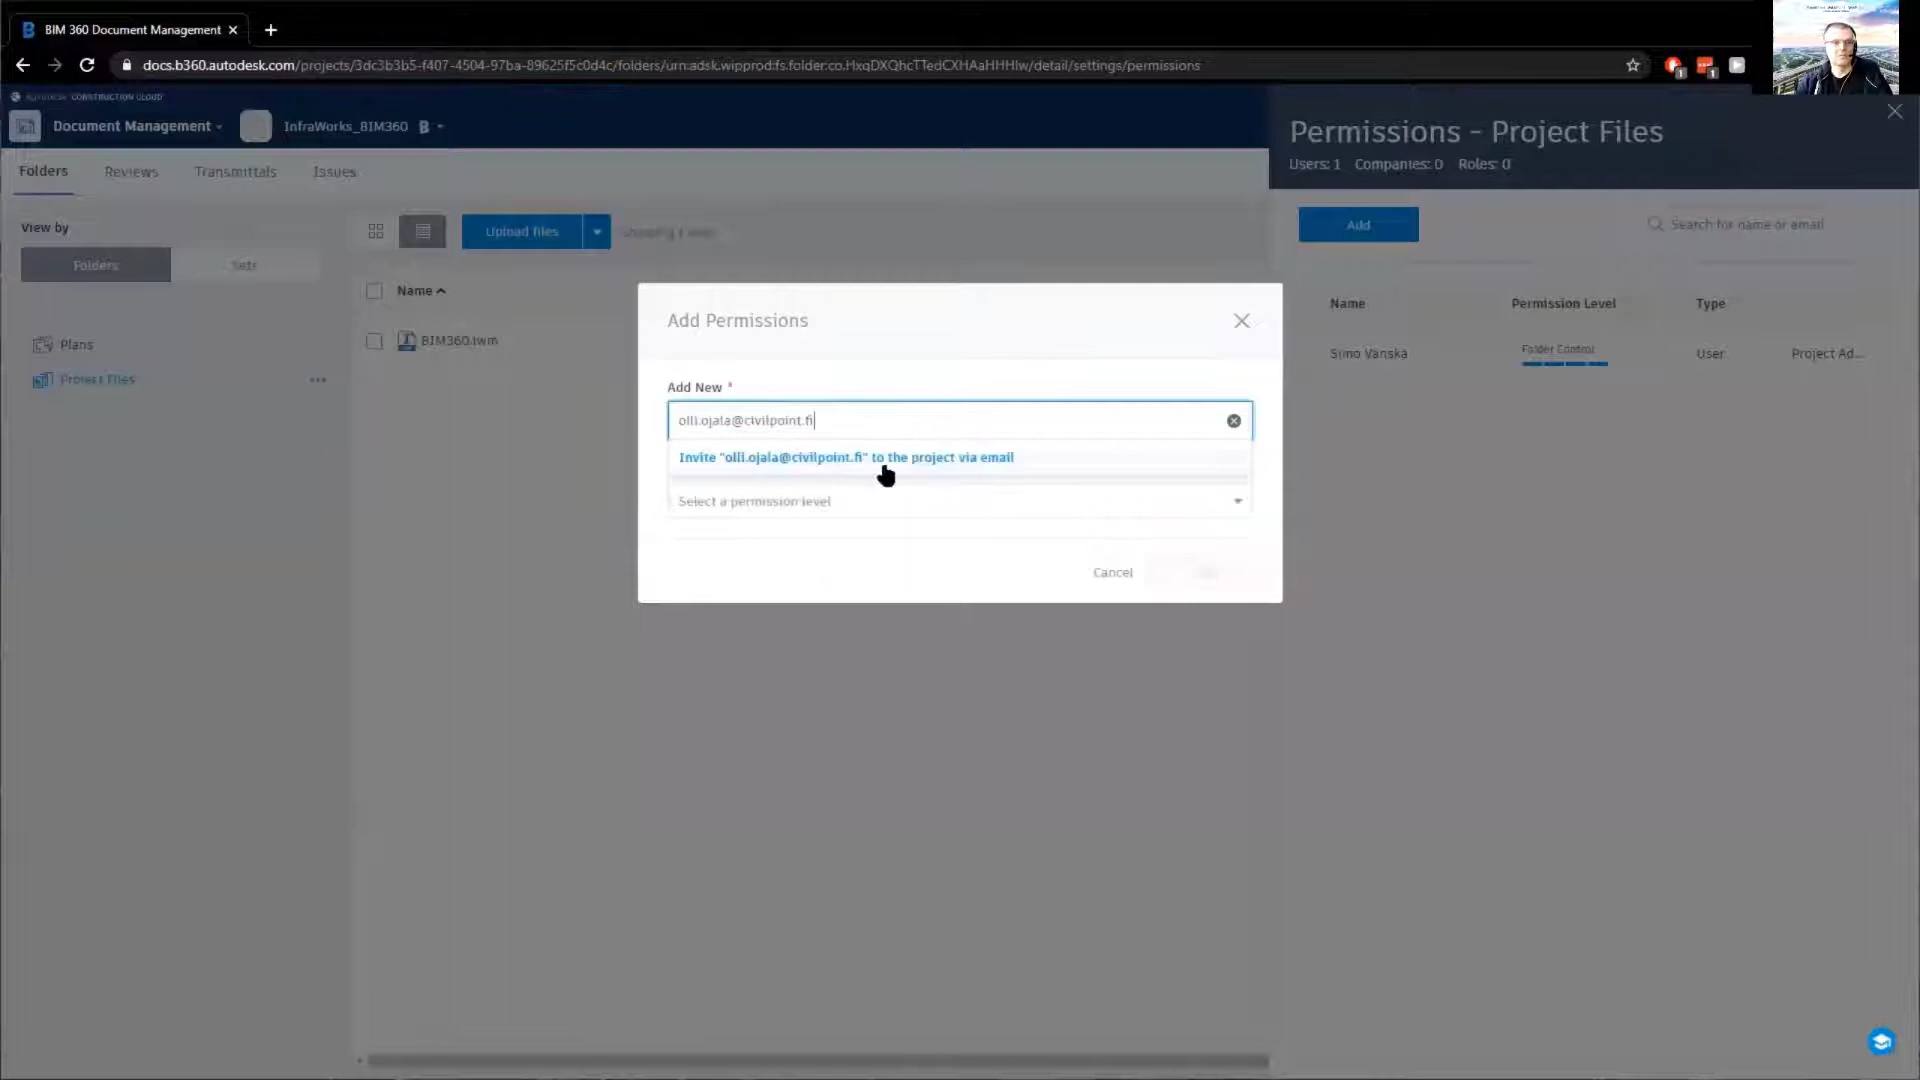 BIM 360 Document Management
docs.b360.autodesk.com/projects/3dc3b3b5-f407-4504-97ba-89625f5c0d4c/folders/urn:adsk.wipprod:fs.folder:co.HxqDXQhcTTedCXHAaHHHIw/detail/settings/permissions
1
1
AUTODESK CONSTRUCTION CLOUD
Document Management
InfraWorks_BIM360
B
Permissions - Project Files
Users: 1 Companies: 0 Roles: 0
Folders
Reviews
Transmittals
Issues
View by
Folders
Sets
Upload files
Add
Search for name or email
Name
BIM360.iwm
Plans
Project Files
Name
Permission Level
Type
Simo Vanska
Folder Control
User
Project Ad...
Add Permissions
Add New *
olli.ojala@civilpoint.fi
Invite "olli.ojala@civilpoint.fi" to the project via email
Select a permission level
Cancel